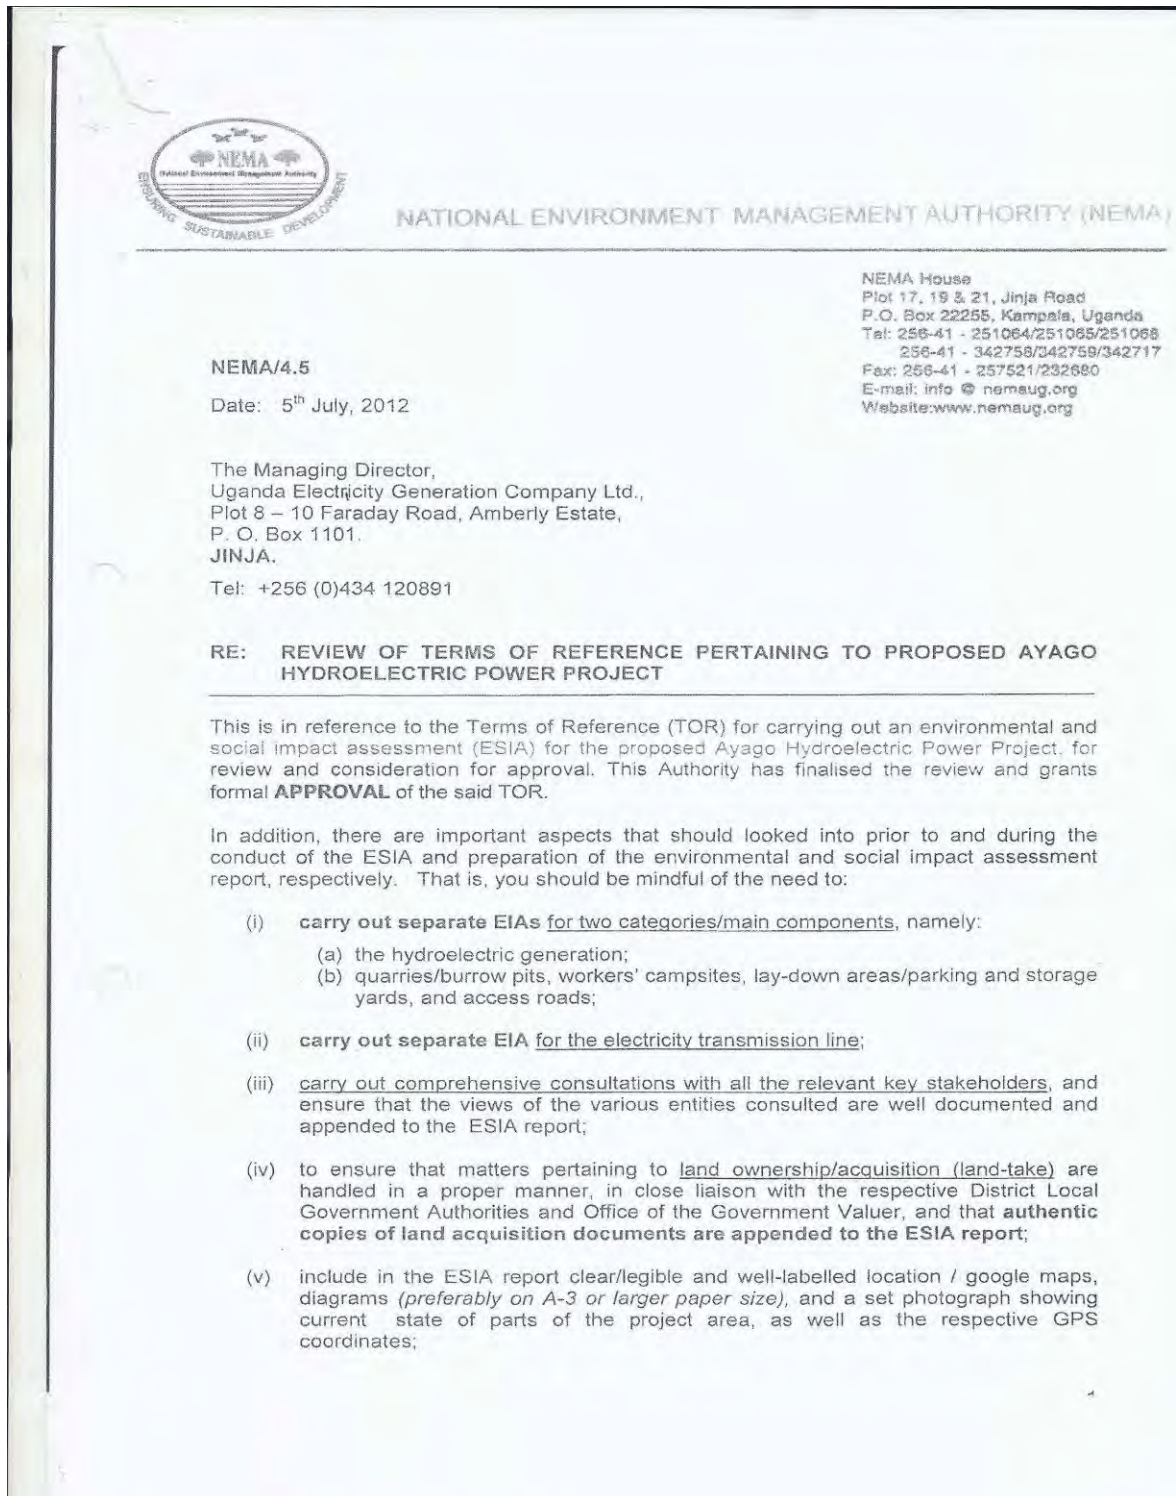 NEMA
National Environment Management Authority
ENSURING SUSTAINABLE DEVELOPMENT
NATIONAL ENVIRONMENT MANAGEMENT AUTHORITY (NEMA)
NEMA House
Plot 17, 19 & 21, Jinja Road
P.O. Box 22255, Kampala, Uganda
Tel: 256-41 - 251064/251065/251068
256-41 - 342758/342759/342717
Fax: 256-41 - 257521/232680
E-mail: info @ nemaug.org
Website:www.nemaug.org
NEMA/4.5
Date: 5th July, 2012
The Managing Director,
Uganda Electricity Generation Company Ltd.,
Plot 8 – 10 Faraday Road, Amberly Estate,
P. O. Box 1101.
JINJA.
Tel: +256 (0)434 120891
RE: REVIEW OF TERMS OF REFERENCE PERTAINING TO PROPOSED AYAGO
HYDROELECTRIC POWER PROJECT
This is in reference to the Terms of Reference (TOR) for carrying out an environmental and
social impact assessment (ESIA) for the proposed Ayago Hydroelectric Power Project, for
review and consideration for approval. This Authority has finalised the review and grants
formal APPROVAL of the said TOR.
In addition, there are important aspects that should looked into prior to and during the
conduct of the ESIA and preparation of the environmental and social impact assessment
report, respectively. That is, you should be mindful of the need to:
(i) carry out separate EIAs for two categories/main components, namely:
(a) the hydroelectric generation;
(b) quarries/burrow pits, workers' campsites, lay-down areas/parking and storage
yards, and access roads;
(ii) carry out separate EIA for the electricity transmission line;
(iii) carry out comprehensive consultations with all the relevant key stakeholders, and
ensure that the views of the various entities consulted are well documented and
appended to the ESIA report;
(iv) to ensure that matters pertaining to land ownership/acquisition (land-take) are
handled in a proper manner, in close liaison with the respective District Local
Government Authorities and Office of the Government Valuer, and that authentic
copies of land acquisition documents are appended to the ESIA report;
(v) include in the ESIA report clear/legible and well-labelled location / google maps,
diagrams (preferably on A-3 or larger paper size), and a set photograph showing
current state of parts of the project area, as well as the respective GPS
coordinates;